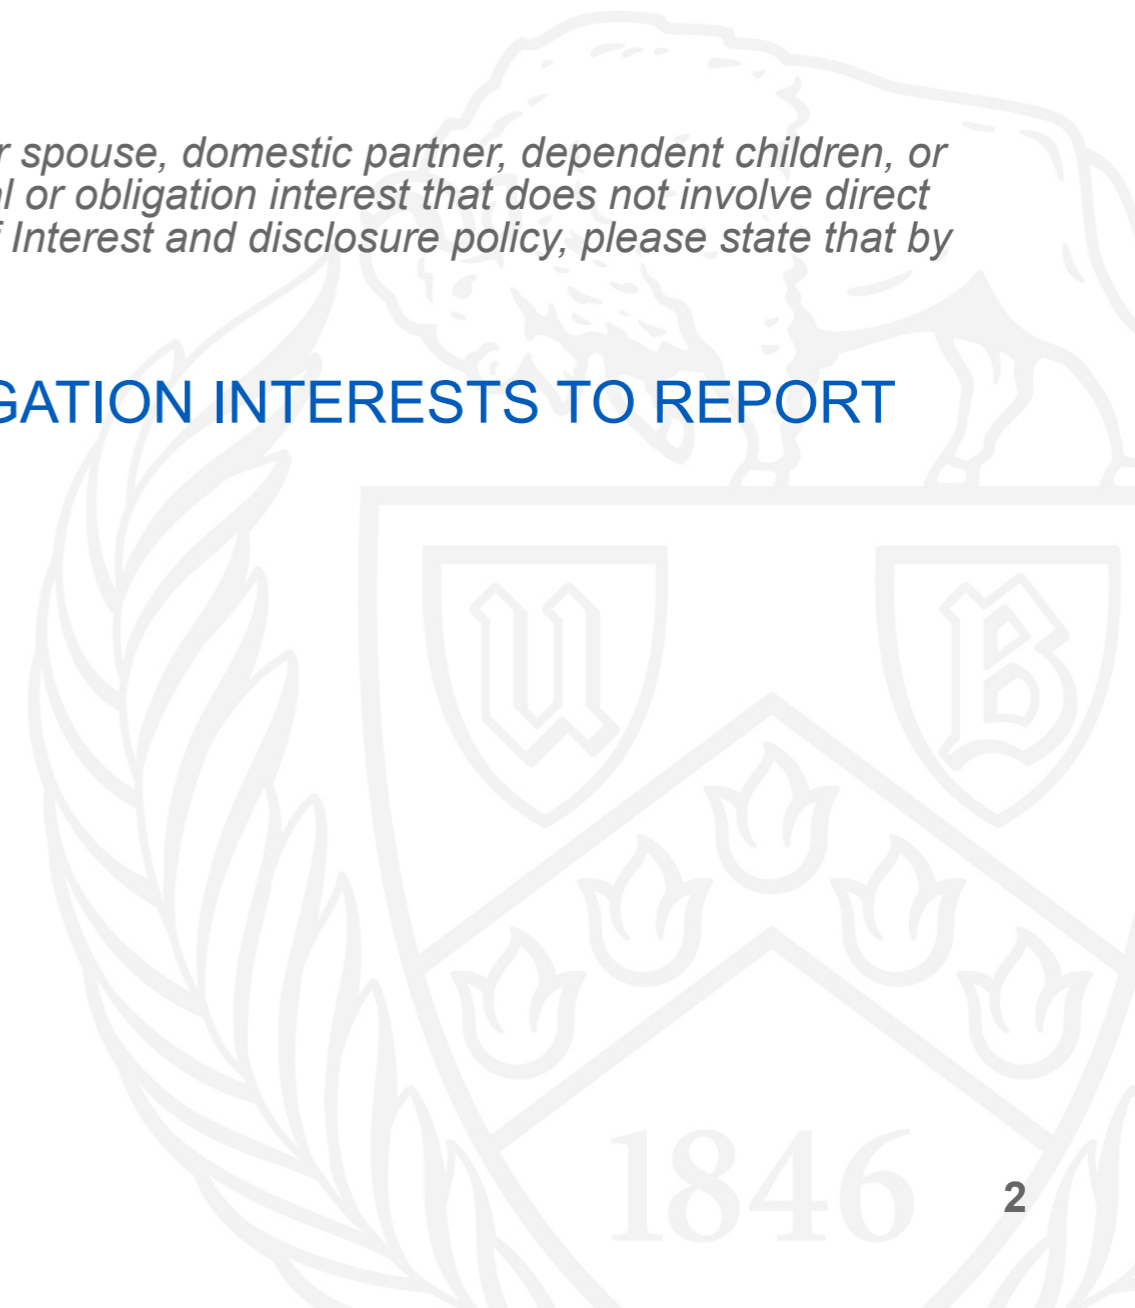 r spouse, domestic partner, dependent children, or
al or obligation interest that does not involve direct
f Interest and disclosure policy, please state that by
GATION INTERESTS TO REPORT
U B
1846
2